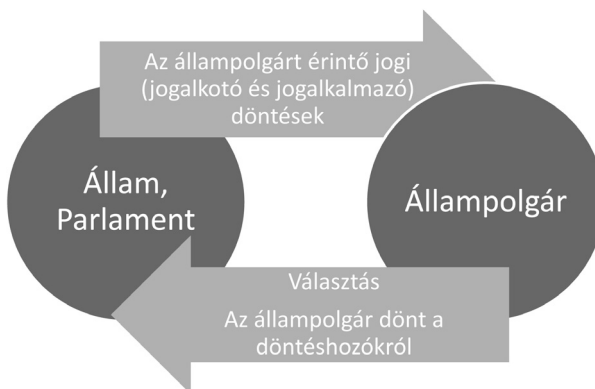 Az állampolgárt érintő jogi
(jogalkotó és jogalkalmazó)
döntések
Állam,
Parlament
Állampolgár
Választás
Az állampolgár dönt a
döntéshozókról